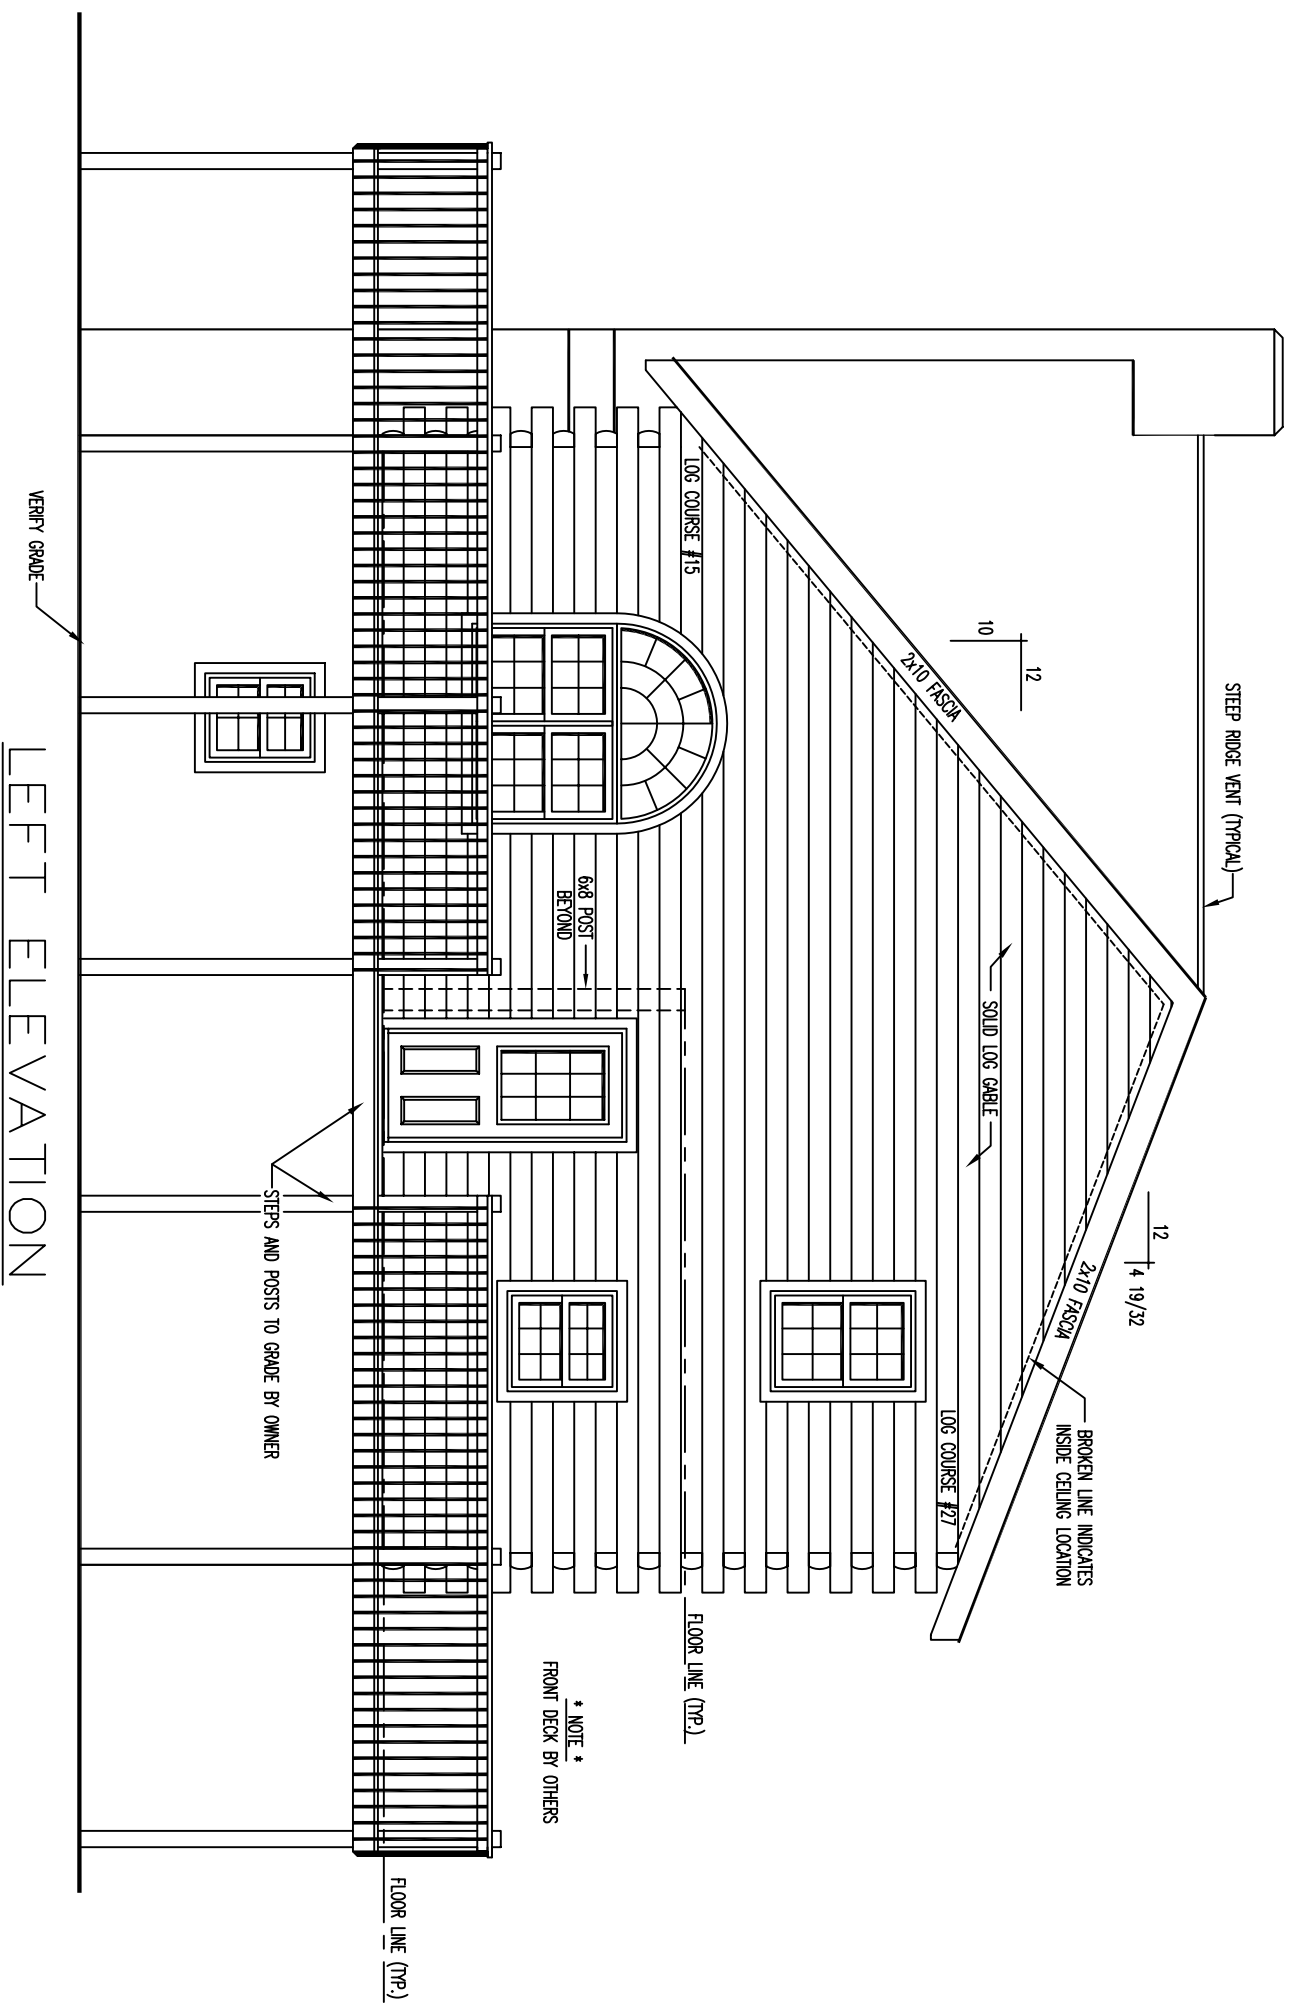 STEEP RIDGE VENT (TYPICAL)
12
10
2x10 FASCIA
12
4 19/32
2x10 FASCIA
BROKEN LINE INDICATES
INSIDE CEILING LOCATION
SOLID LOG GABLE
LOG COURSE #27
LOG COURSE #15
FLOOR LINE (TYP.)
6x8 POST
BEYOND
* NOTE *
FRONT DECK BY OTHERS
FLOOR LINE (TYP.)
STEPS AND POSTS TO GRADE BY OWNER
VERIFY GRADE
LEFT ELEVATION